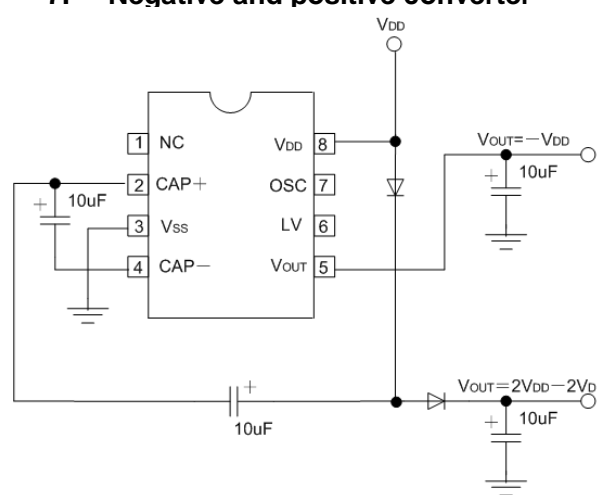 7. Negative and positive converter
VDD
1 NC
VDD 8
VOUT=−VDD
+
10uF
2 CAP+
OSC 7
+
10uF
3 VSS
LV 6
4 CAP−
VOUT 5
+
10uF
VOUT=2VDD−2VD
+
10uF